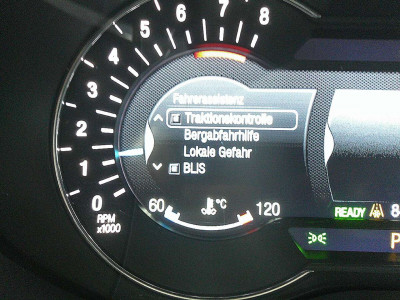 8
7
6
5
4
3
2
1
0
RPM
x1000
Fahrerassistenz
Traktionskontrolle
Bergabfahrhilfe
Lokale Gefahr
BLIS
60 °C 120
READY 8
P